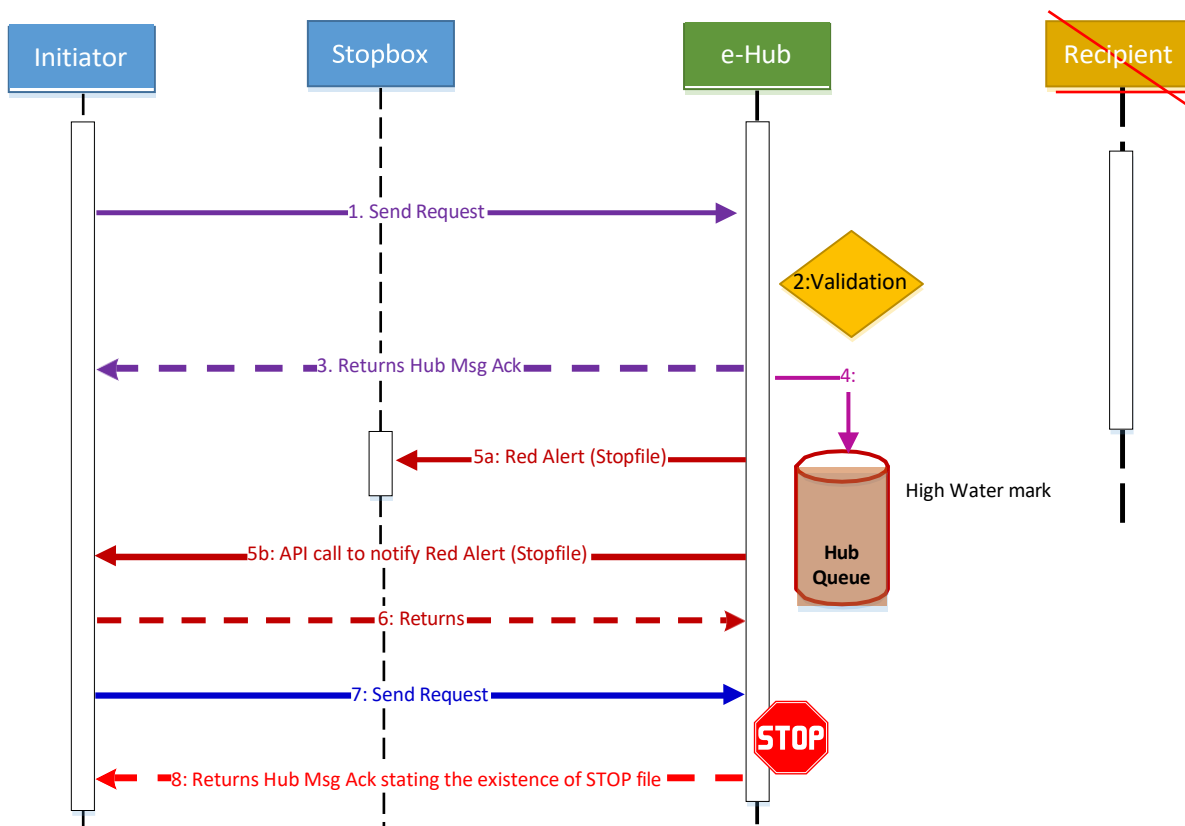 Initiator
Stopbox
e-Hub
Recipient
1. Send Request
2:Validation
3. Returns Hub Msg Ack
4:
5a: Red Alert (Stopfile)
High Water mark
5b: API call to notify Red Alert (Stopfile)
Hub
Queue
6: Returns
7: Send Request
STOP
8: Returns Hub Msg Ack stating the existence of STOP file